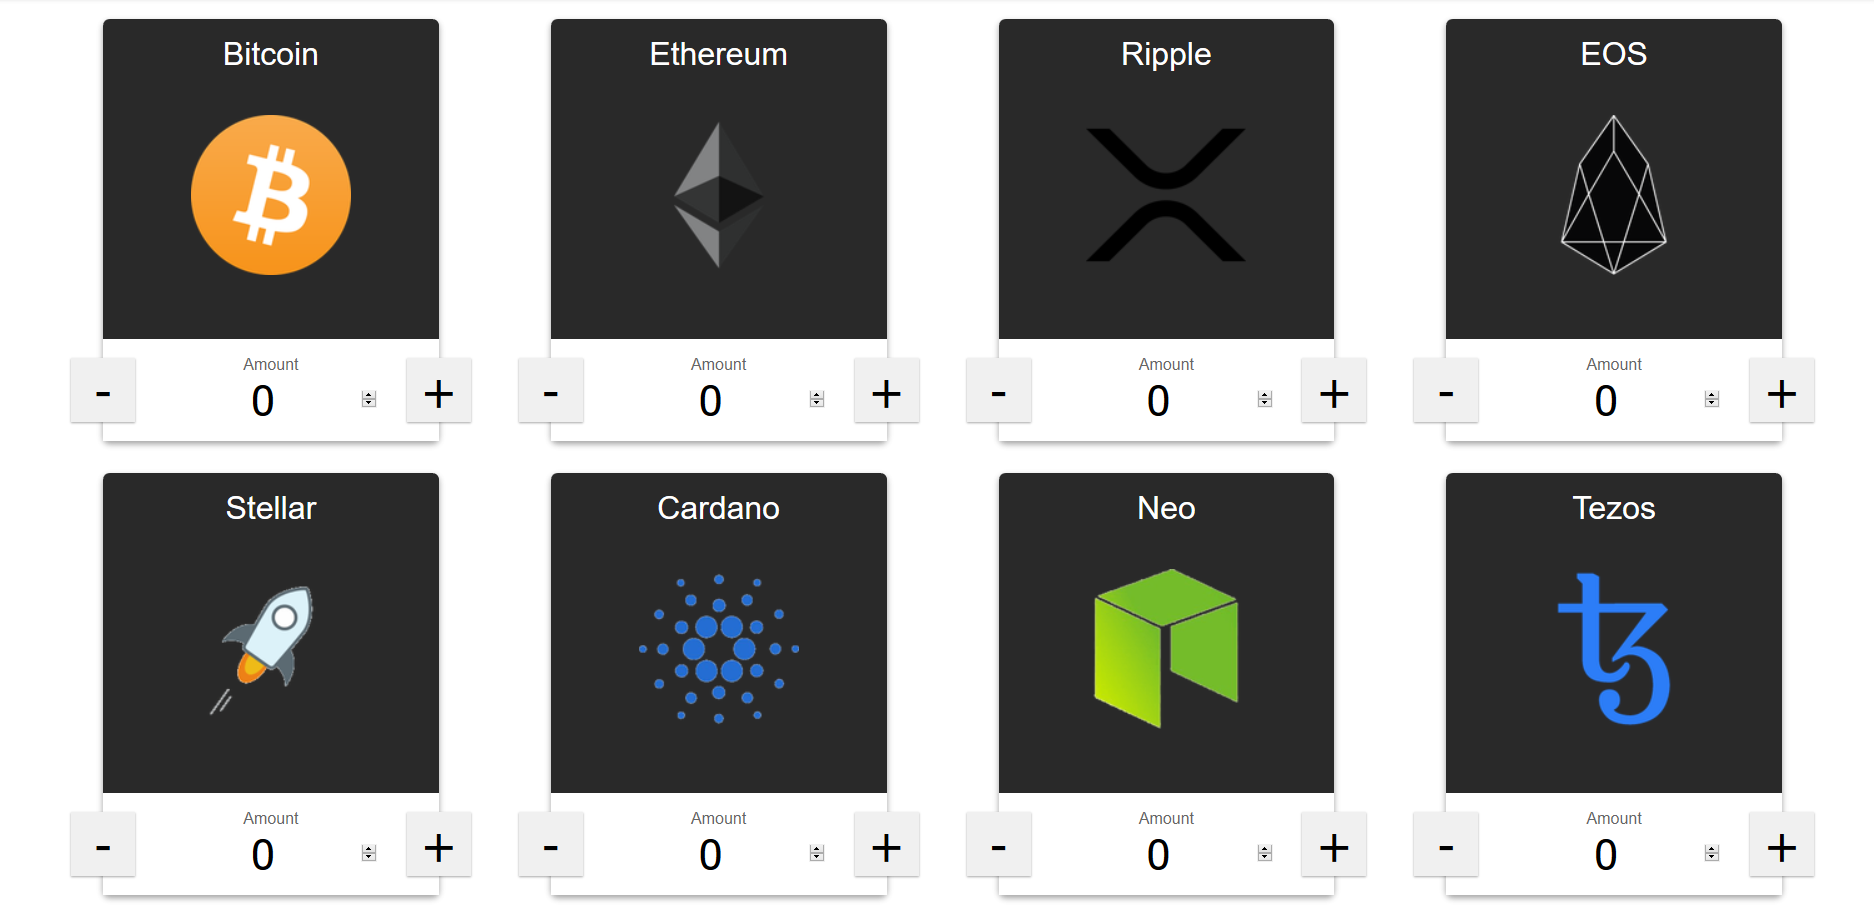 Bitcoin
Ethereum
Ripple
EOS
Amount
Amount
Amount
Amount
- 0 +
- 0 +
- 0 +
- 0 +
Stellar
Cardano
Neo
Tezos
Amount
Amount
Amount
Amount
- 0 +
- 0 +
- 0 +
- 0 +